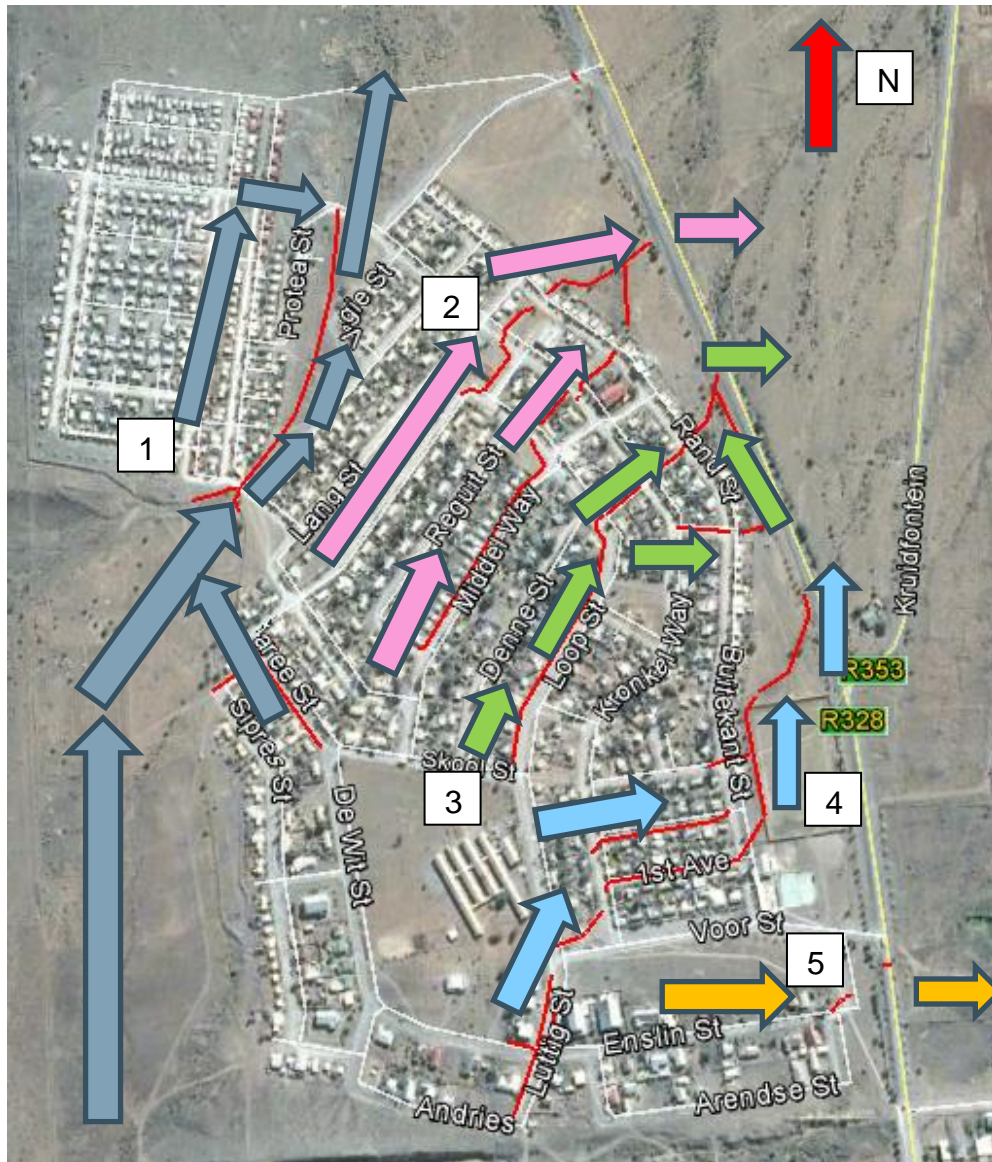 N
Protea St
2
1
Lang St
Reguit St
Rand St
Middel Way
Kruidfontein
Denne St
Loop St
Kronkel Way
R353
Sipres St
Buitekant St
R328
Skool St
3
4
De Wit St
1st Ave
Voor St
5
Luttig St
Enslin St
Andries
Arendse St